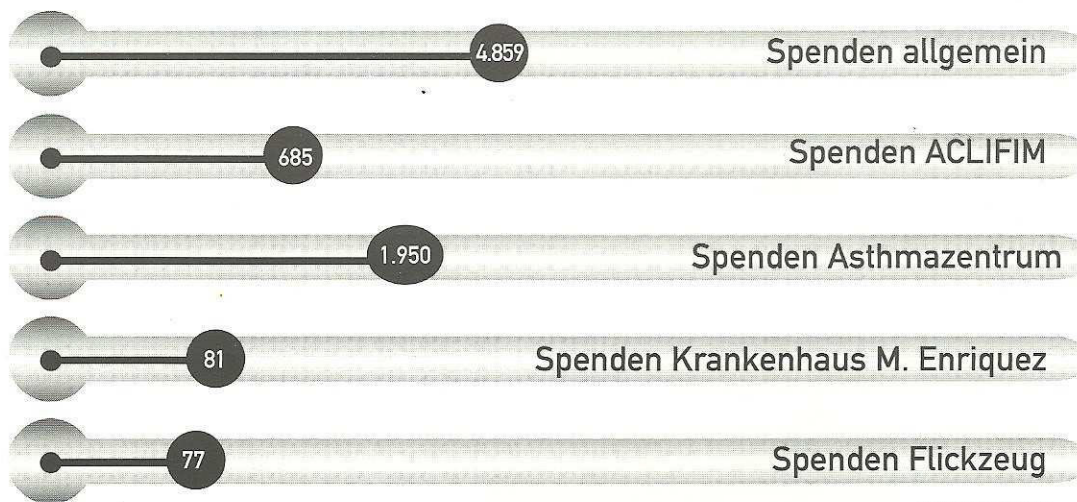 4.859 Spenden allgemein
685 Spenden ACLIFIM
1.950 Spenden Asthmazentrum
81 Spenden Krankenhaus M. Enriquez
77 Spenden Flickzeug